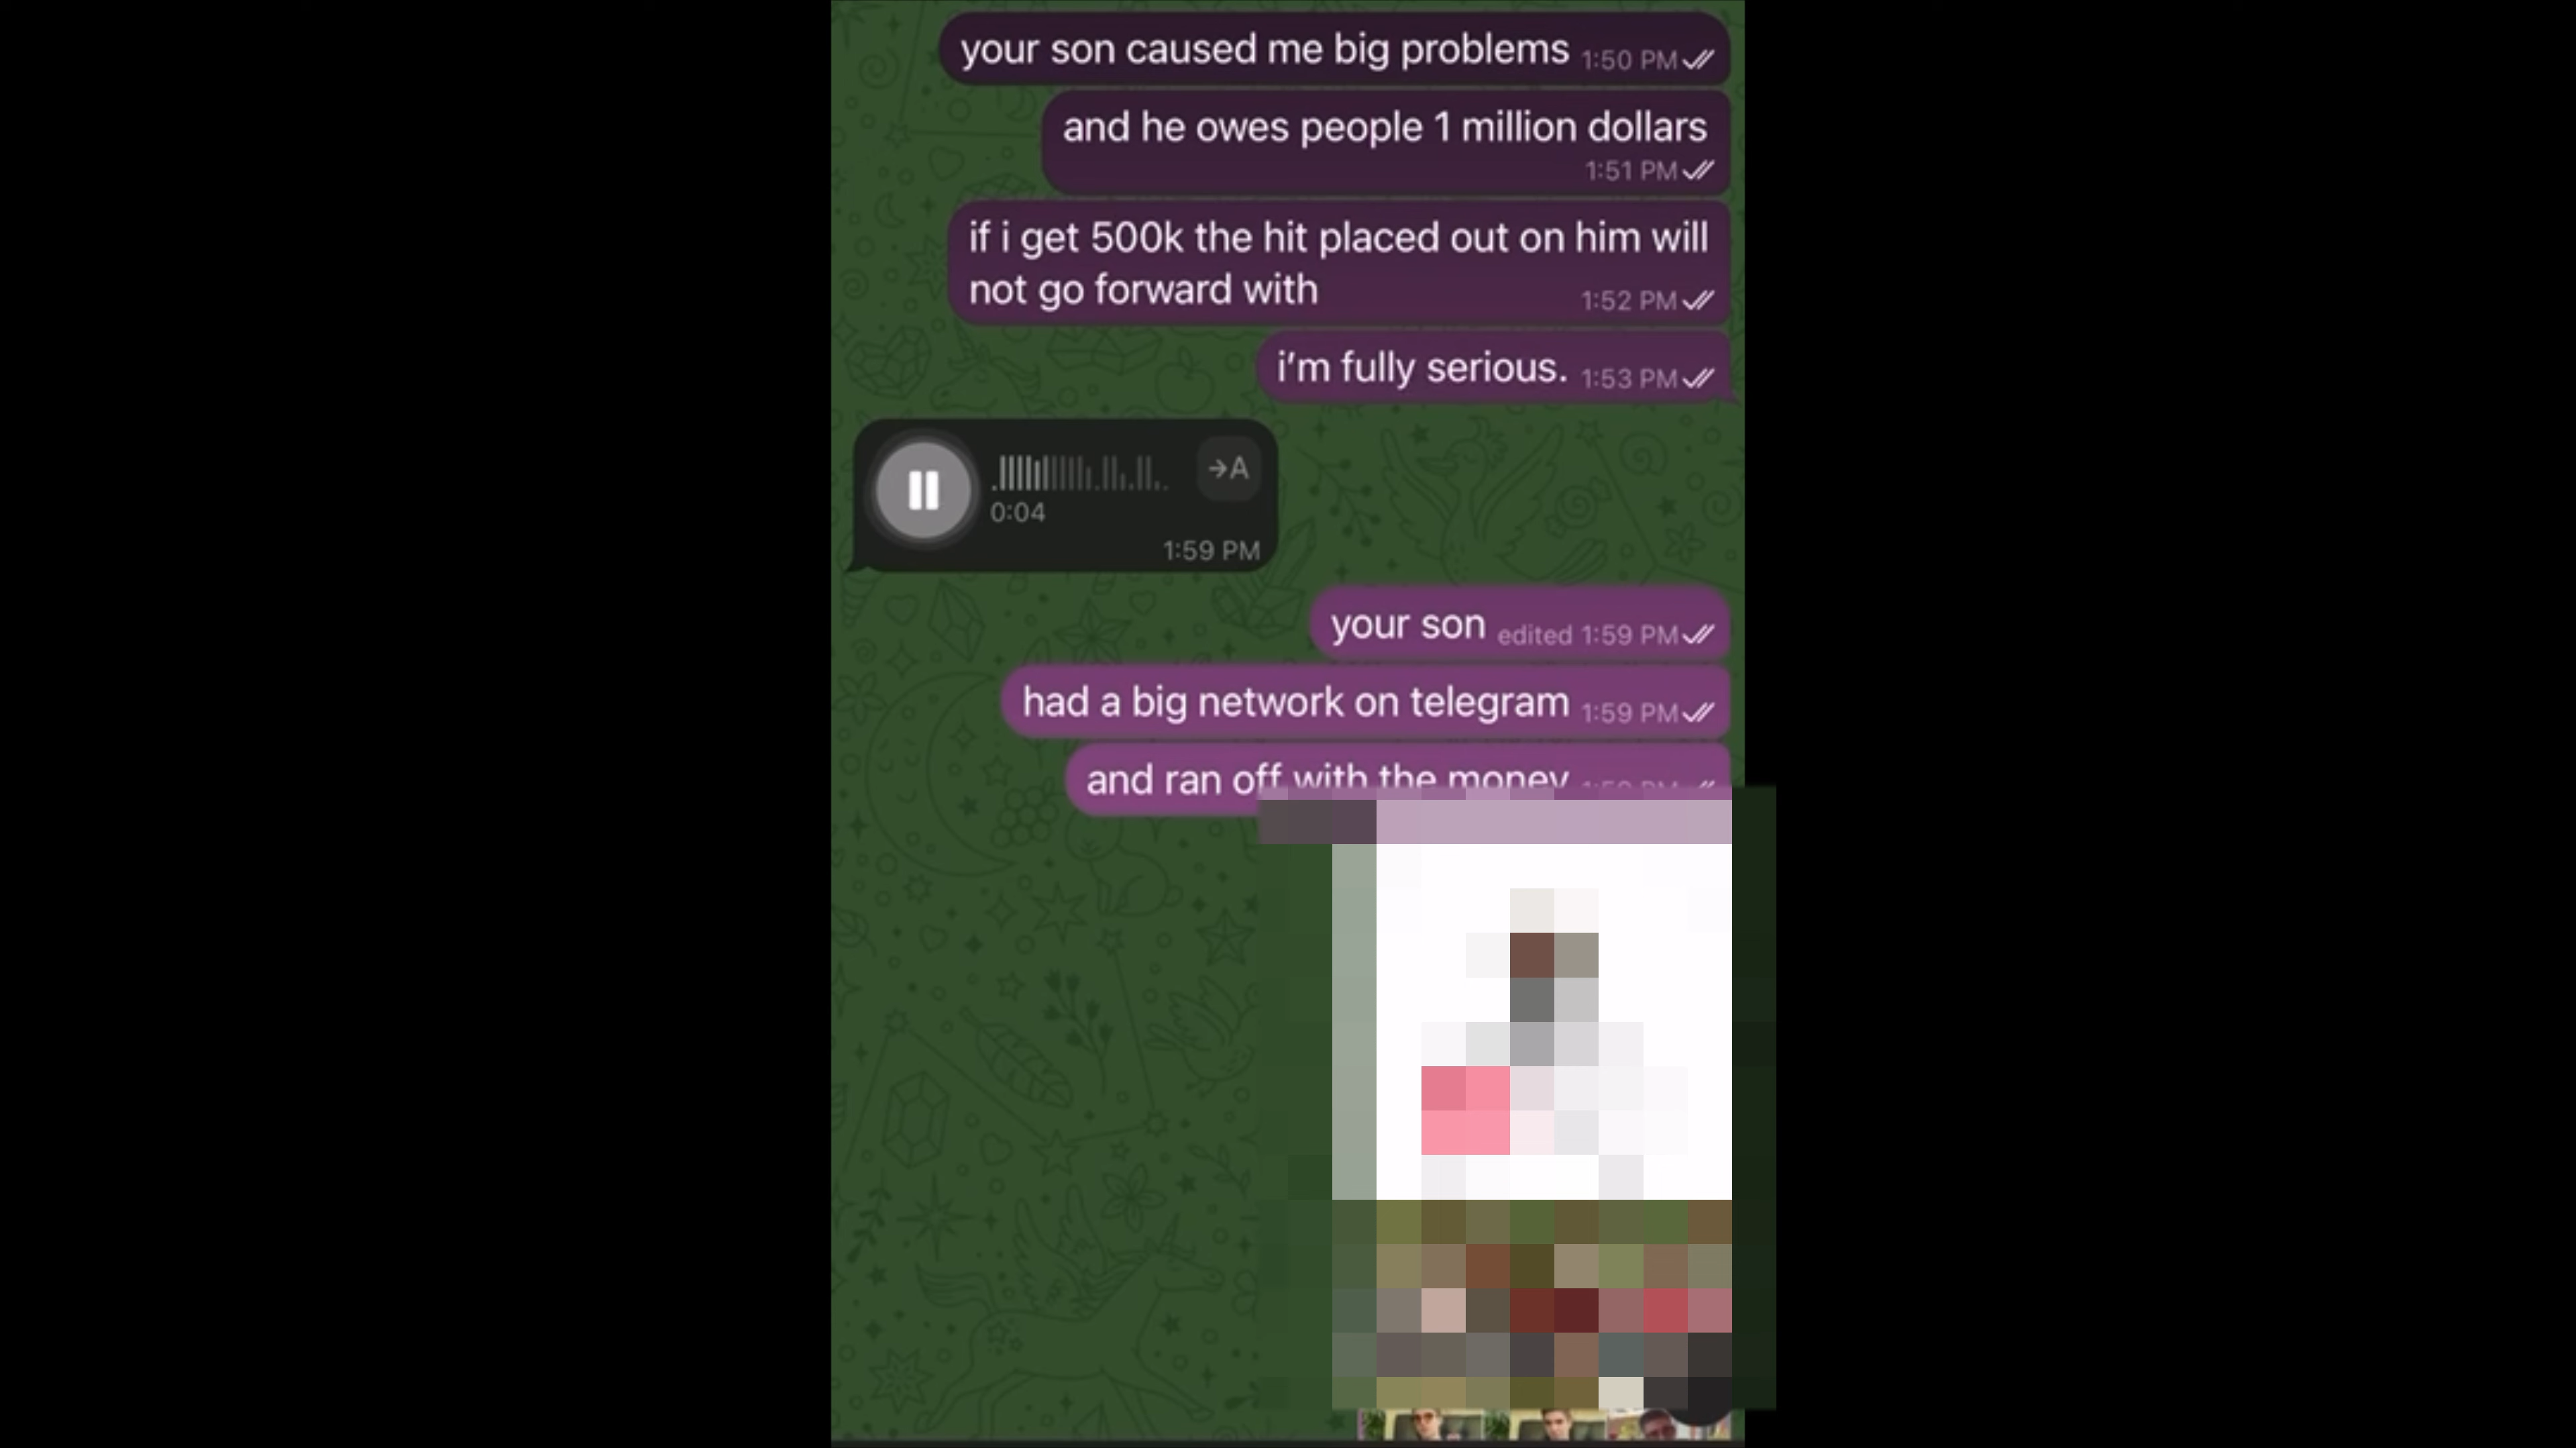 your son caused me big problems 1:50 PM
and he owes people 1 million dollars
1:51 PM
if i get 500k the hit placed out on him will
not go forward with 1:52 PM
i'm fully serious. 1:53 PM
→A
0:04
1:59 PM
your son edited 1:59 PM
had a big network on telegram 1:59 PM
and ran off with the money